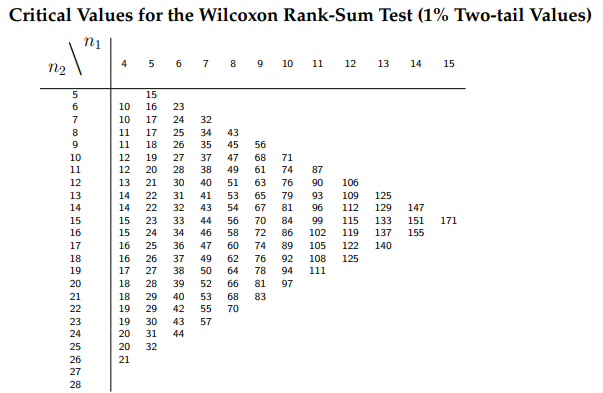 Critical Values for the Wilcoxon Rank-Sum Test (1% Two-tail Values)
n₁
n₂ 4 5 6 7 8 9 10 11 12 13 14 15
5 15
6 10 16 23
7 10 17 24 32
8 11 17 25 34 43
9 11 18 26 35 45 56
10 12 19 27 37 47 68 71
11 12 20 28 38 49 61 74 87
12 13 21 30 40 51 63 76 90 106
13 14 22 31 41 53 65 79 93 109 125
14 14 22 32 43 54 67 81 96 112 129 147
15 15 23 33 44 56 70 84 99 115 133 151 171
16 15 24 34 46 58 72 86 102 119 137 155
17 16 25 36 47 60 74 89 105 122 140
18 16 26 37 49 62 76 92 108 125
19 17 27 38 50 64 78 94 111
20 18 28 39 52 66 81 97
21 18 29 40 53 68 83
22 19 29 42 55 70
23 19 30 43 57
24 20 31 44
25 20 32
26 21
27
28